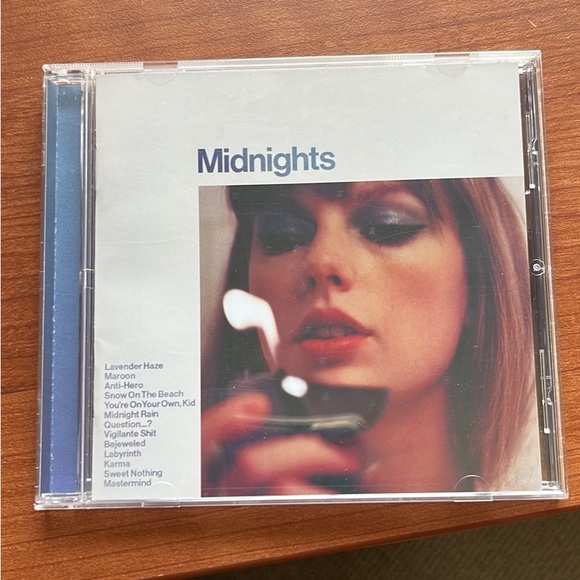 Midnights
Lavender Haze
Maroon
Anti-Hero
Snow On The Beach
You're On Your Own, Kid
Midnight Rain
Question...?
Vigilante Shit
Bejeweled
Labyrinth
Karma
Sweet Nothing
Mastermind